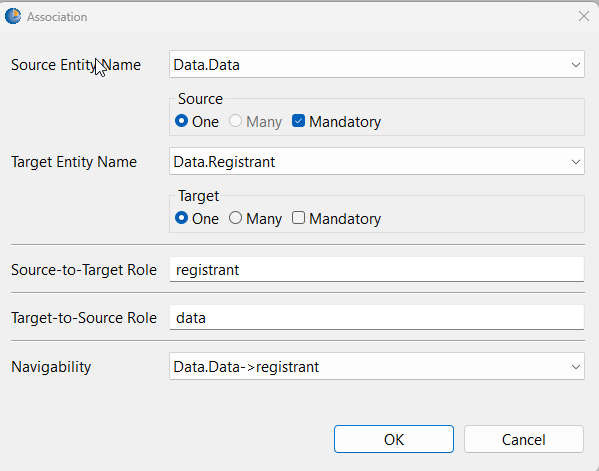 Association
Source Entity Name
Data.Data
Source
One Many Mandatory
Target Entity Name
Data.Registrant
Target
One Many Mandatory
Source-to-Target Role
registrant
Target-to-Source Role
data
Navigability
Data.Data->registrant
OK
Cancel